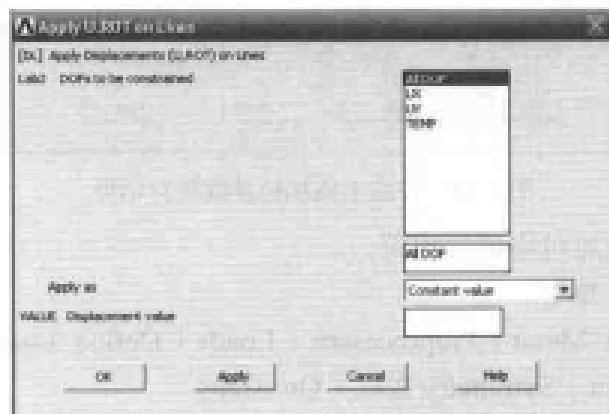 Apply U,ROT on Lines
[DL] Apply Displacements (U,ROT) on Lines
Lab2 DOFs to be constrained
All DOF
UX
UY
TEMP
All DOF
Apply as
Constant value
VALUE Displacement value
OK
Apply
Cancel
Help